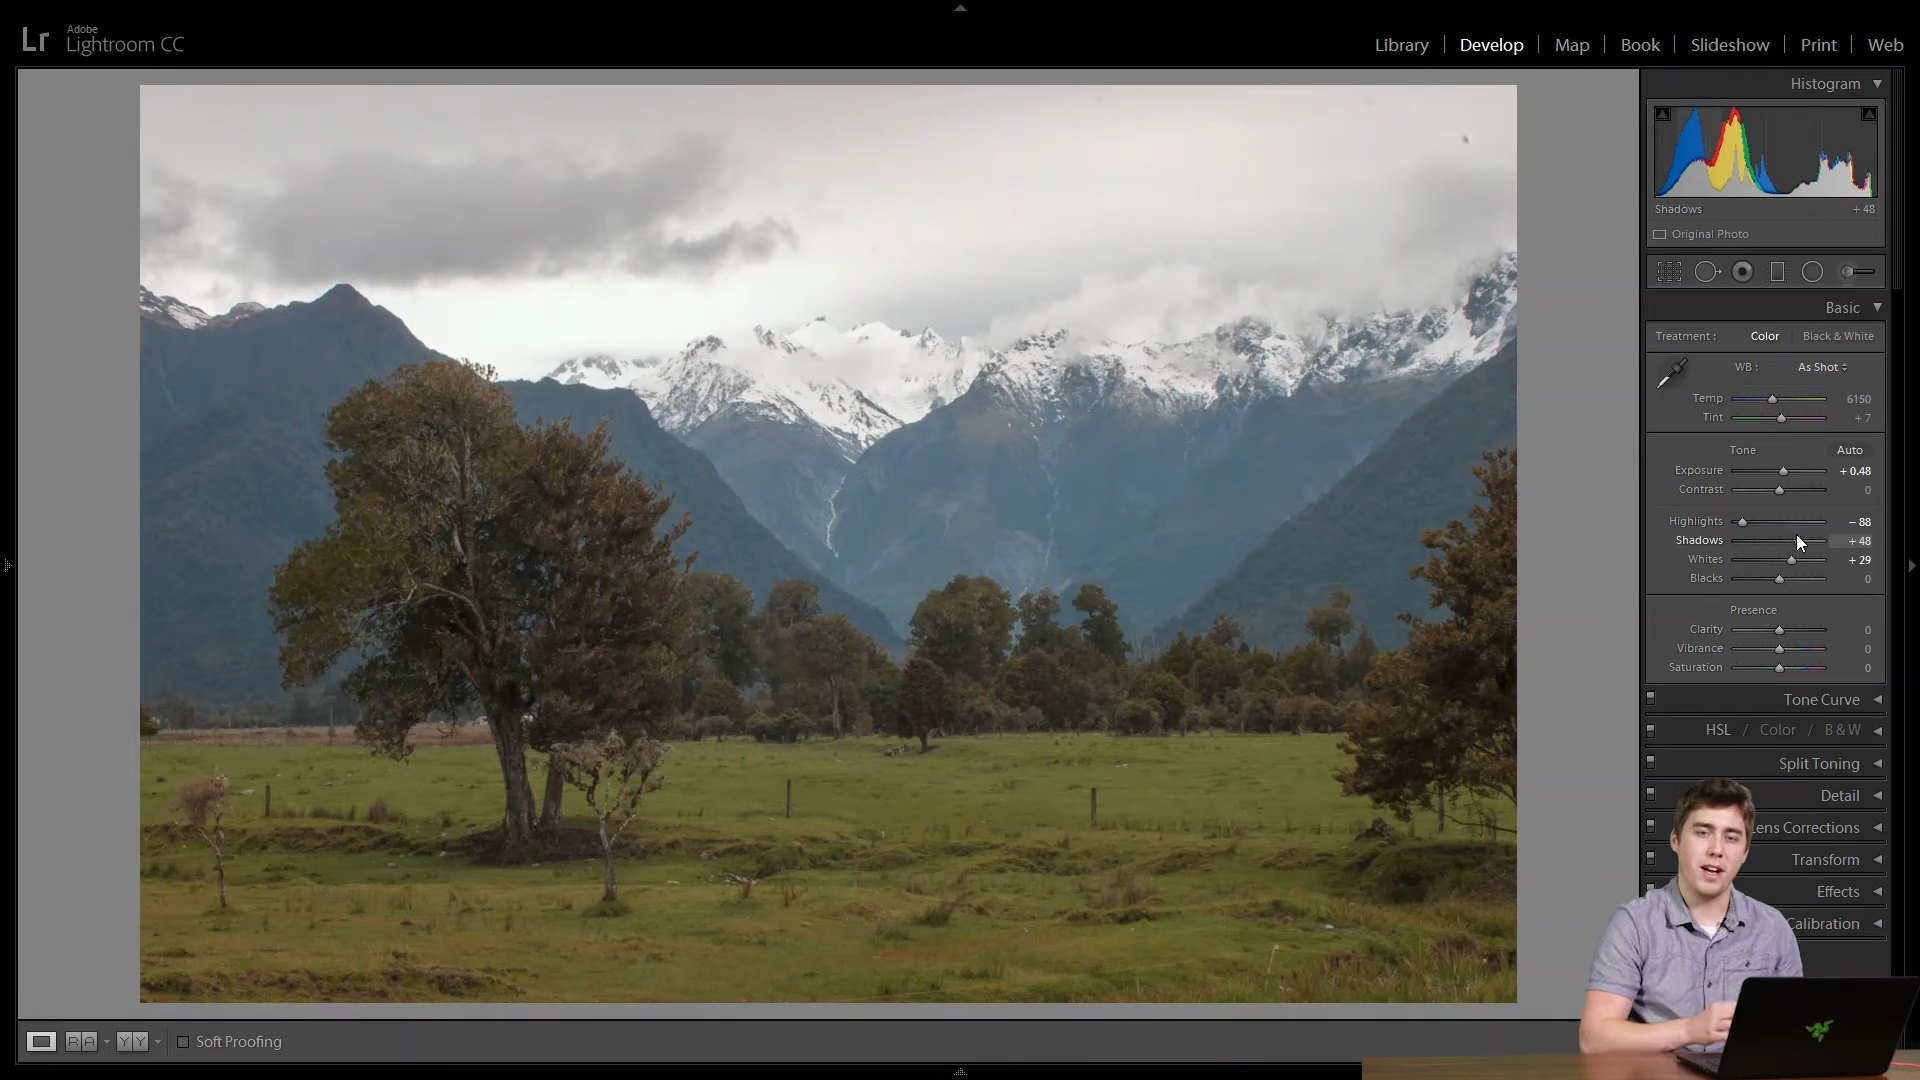 Lr
Adobe
Lightroom CC
Library
Develop
Map
Book
Slideshow
Print
Web
Histogram
Shadows + 48
Original Photo
Basic
Treatment : Color Black & White
WB : As Shot
Temp 6150
Tint + 7
Tone Auto
Exposure + 0.48
Contrast 0
Highlights – 88
Shadows + 48
Whites + 29
Blacks 0
Presence
Clarity 0
Vibrance 0
Saturation 0
Tone Curve
HSL / Color / B & W
Split Toning
Detail
Lens Corrections
Transform
Effects
Calibration
R A
Y Y
Soft Proofing